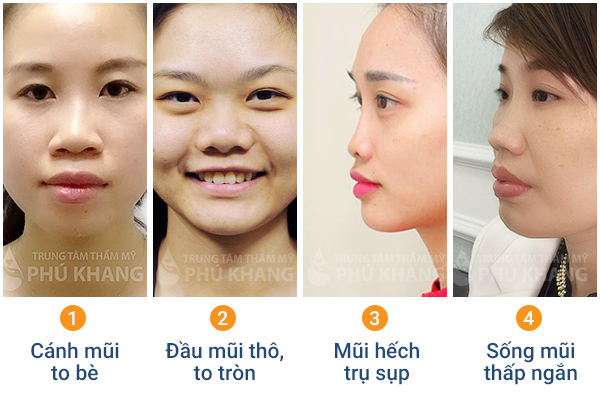 TRUNG TÂM THẨM MỸ
PHÚ KHANG
TRUNG TÂM THẨM MỸ
PHÚ KHANG
TRUNG TÂM THẨM MỸ
PHÚ KHANG
TRUNG TÂM THẨM MỸ
PHÚ KHANG
1
Cánh mũi
to bè
2
Đầu mũi thô,
to tròn
3
Mũi hếch
trụ sụp
4
Sống mũi
thấp ngắn